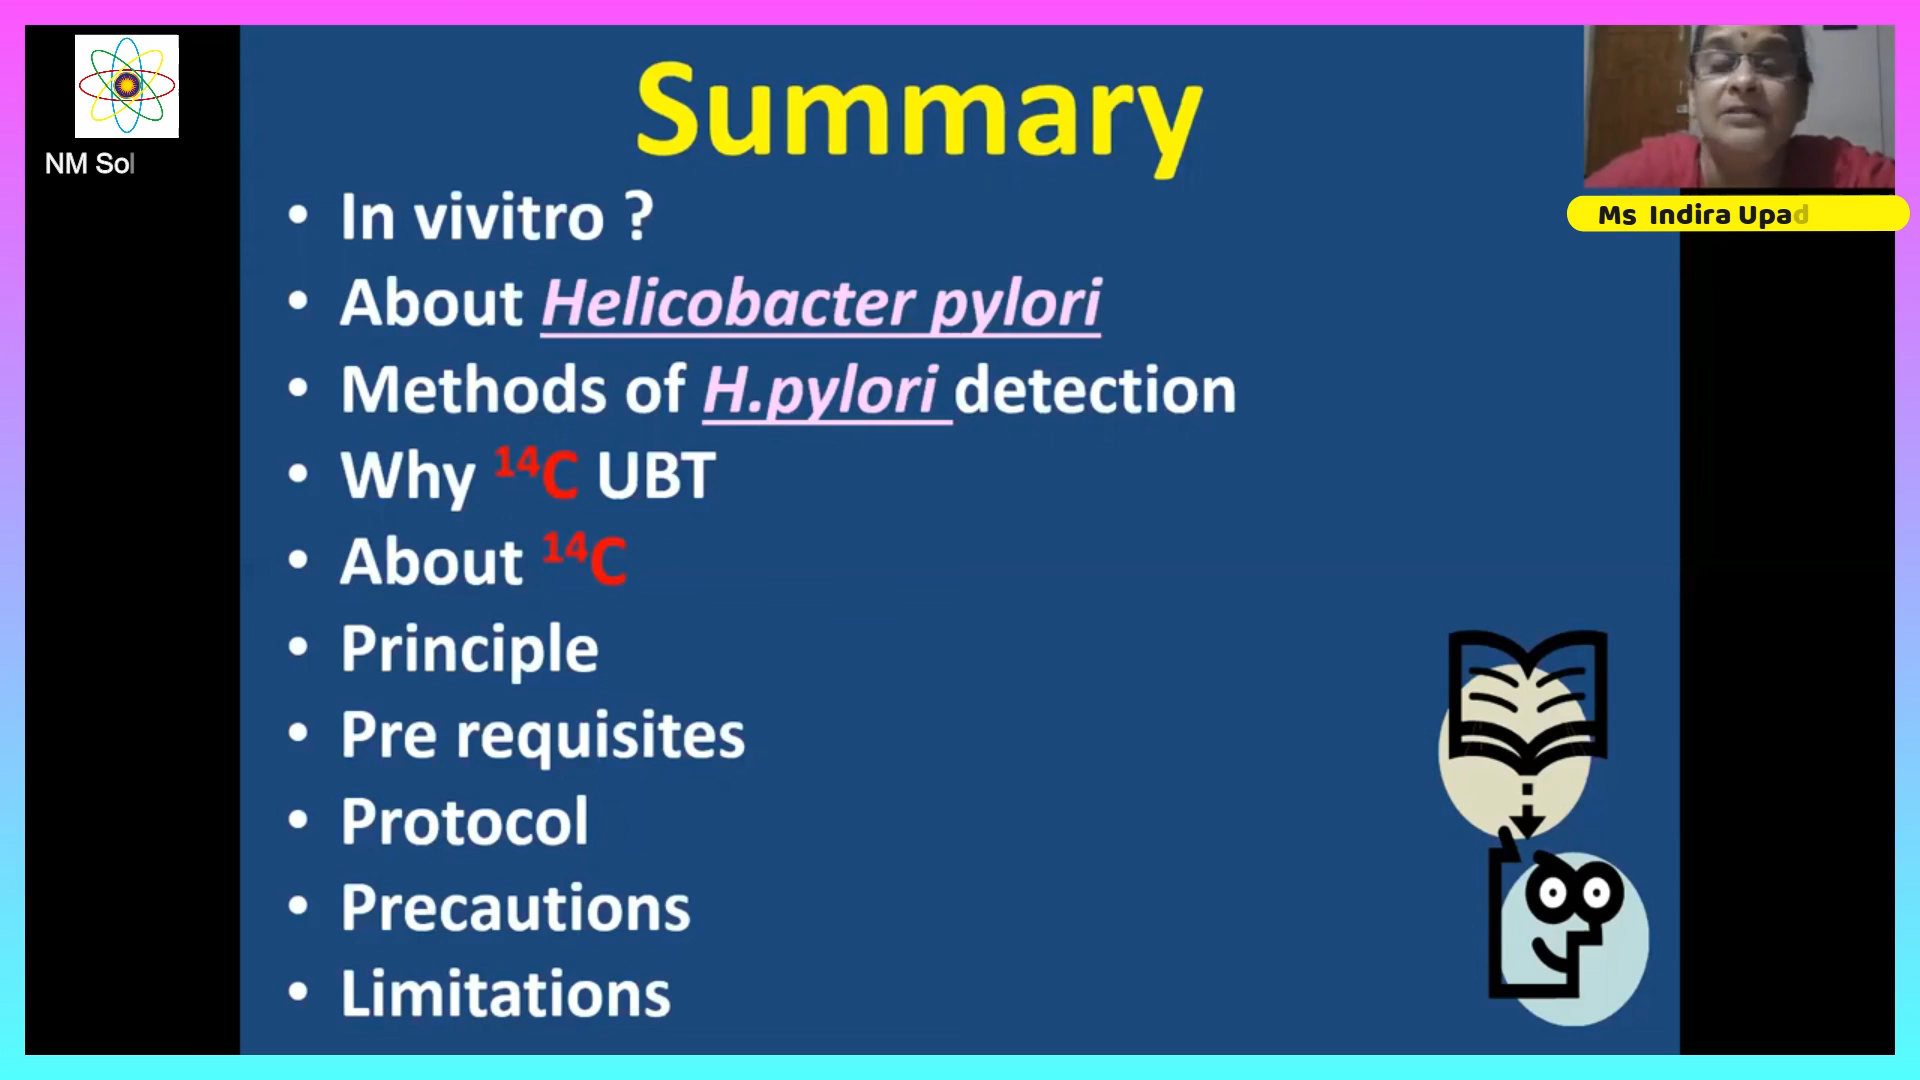 Summary
NM Sol
Ms Indira Upad
• In vivitro ?
• About Helicobacter pylori
• Methods of H.pylori detection
• Why ¹⁴C UBT
• About ¹⁴C
• Principle
• Pre requisites
• Protocol
• Precautions
• Limitations